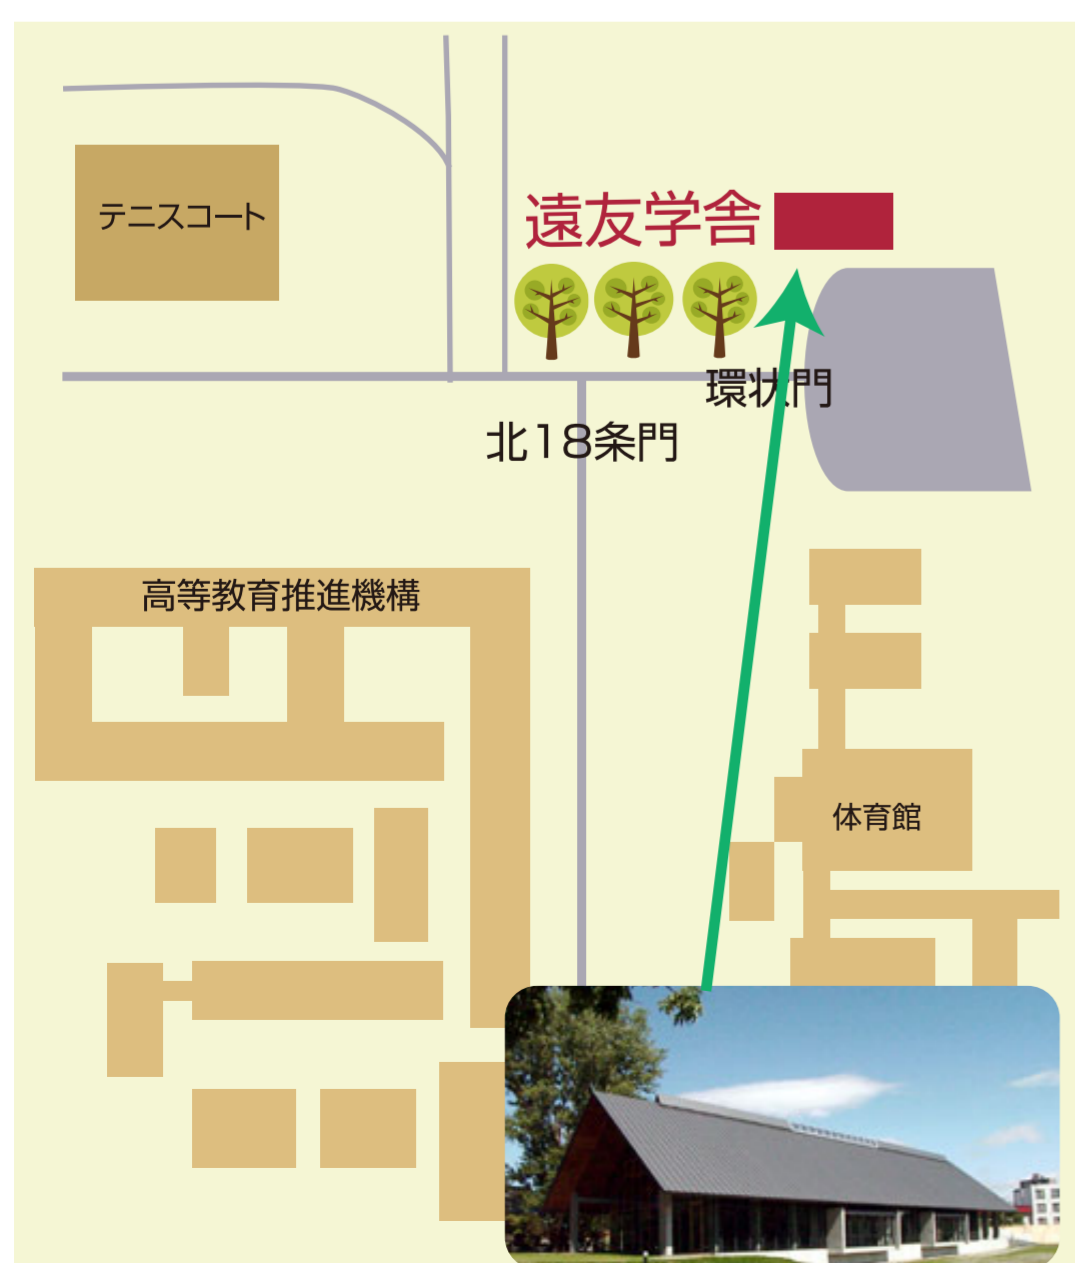 テニスコート
遠友学舎
環状門
北18条門
高等教育推進機構
体育館